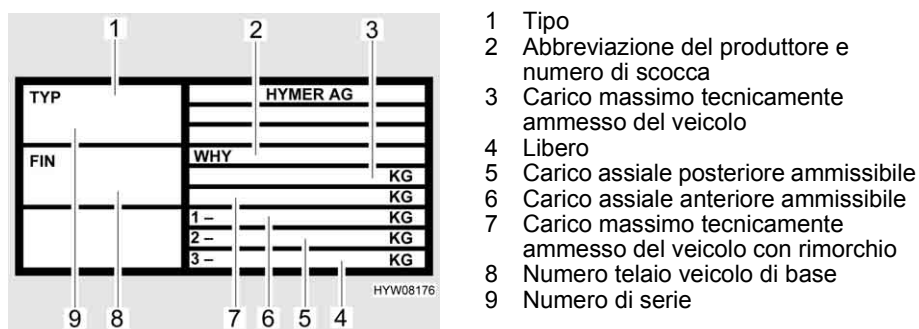 1 2 3
TYP
HYMER AG
FIN
WHY
KG
KG
1 – KG
2 – KG
3 – KG
HYW08176
9 8 7 6 5 4
1 Tipo
2 Abbreviazione del produttore e
numero di scocca
3 Carico massimo tecnicamente
ammesso del veicolo
4 Libero
5 Carico assiale posteriore ammissibile
6 Carico assiale anteriore ammissibile
7 Carico massimo tecnicamente
ammesso del veicolo con rimorchio
8 Numero telaio veicolo di base
9 Numero di serie